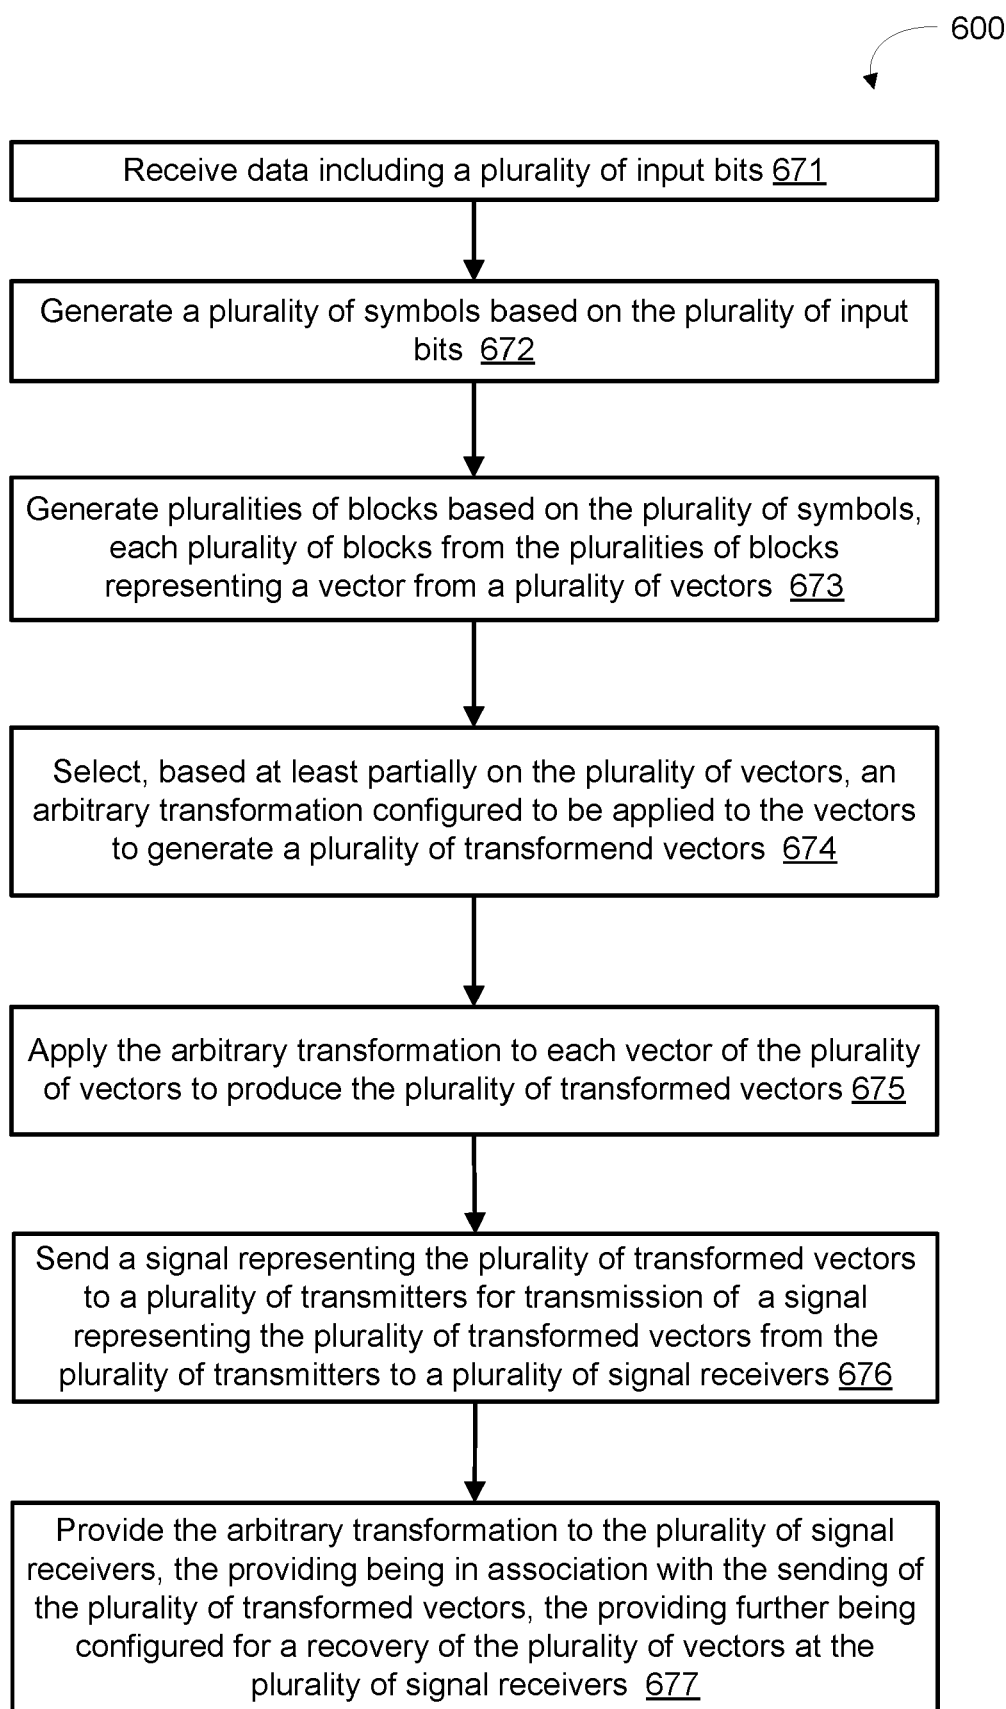 600
Receive data including a plurality of input bits 671
Generate a plurality of symbols based on the plurality of input
bits 672
Generate pluralities of blocks based on the plurality of symbols,
each plurality of blocks from the pluralities of blocks
representing a vector from a plurality of vectors 673
Select, based at least partially on the plurality of vectors, an
arbitrary transformation configured to be applied to the vectors
to generate a plurality of transformend vectors 674
Apply the arbitrary transformation to each vector of the plurality
of vectors to produce the plurality of transformed vectors 675
Send a signal representing the plurality of transformed vectors
to a plurality of transmitters for transmission of a signal
representing the plurality of transformed vectors from the
plurality of transmitters to a plurality of signal receivers 676
Provide the arbitrary transformation to the plurality of signal
receivers, the providing being in association with the sending of
the plurality of transformed vectors, the providing further being
configured for a recovery of the plurality of vectors at the
plurality of signal receivers 677